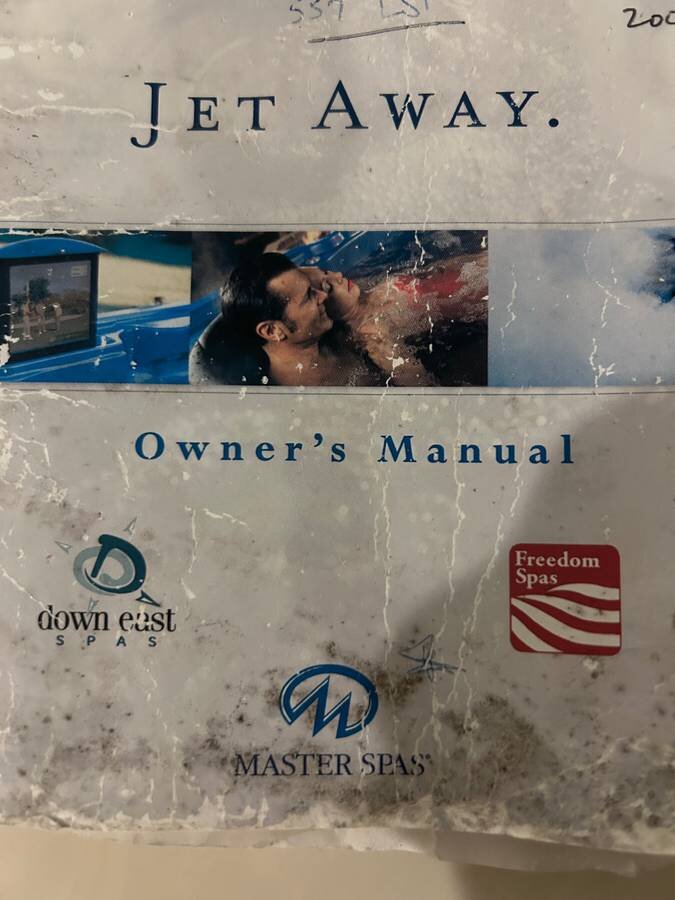 JET AWAY.
Owner's Manual
Freedom
Spas
down east
SPAS
MASTER SPAS